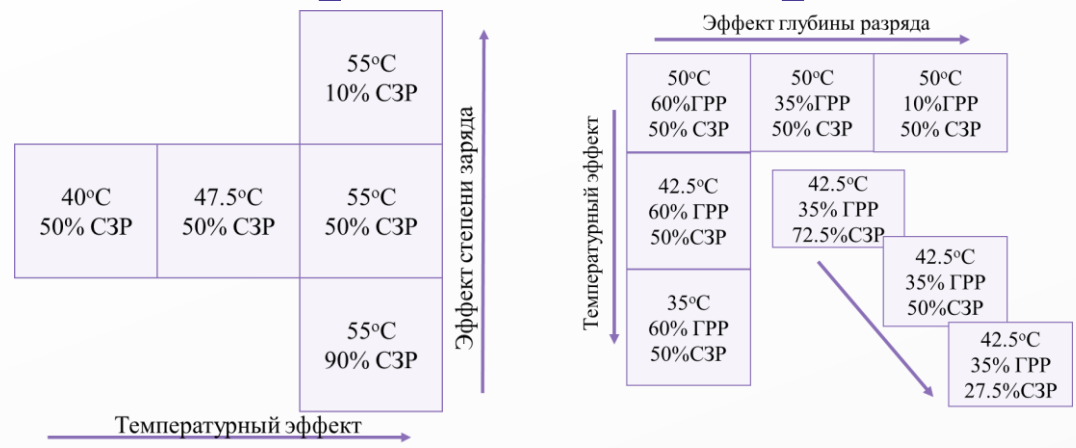 55°C
10% СЗР
40°C
50% СЗР
47.5°C
50% СЗР
55°C
50% СЗР
55°C
90% СЗР
Эффект степени заряда
Температурный эффект
Эффект глубины разряда
Температурный эффект
50°C
60%ГРР
50% СЗР
50°C
35%ГРР
50% СЗР
50°C
10%ГРР
50% СЗР
42.5°C
60% ГРР
50%СЗР
35°C
60% ГРР
50%СЗР
42.5°C
35% ГРР
72.5%СЗР
42.5°C
35% ГРР
50%СЗР
42.5°C
35% ГРР
27.5%СЗР